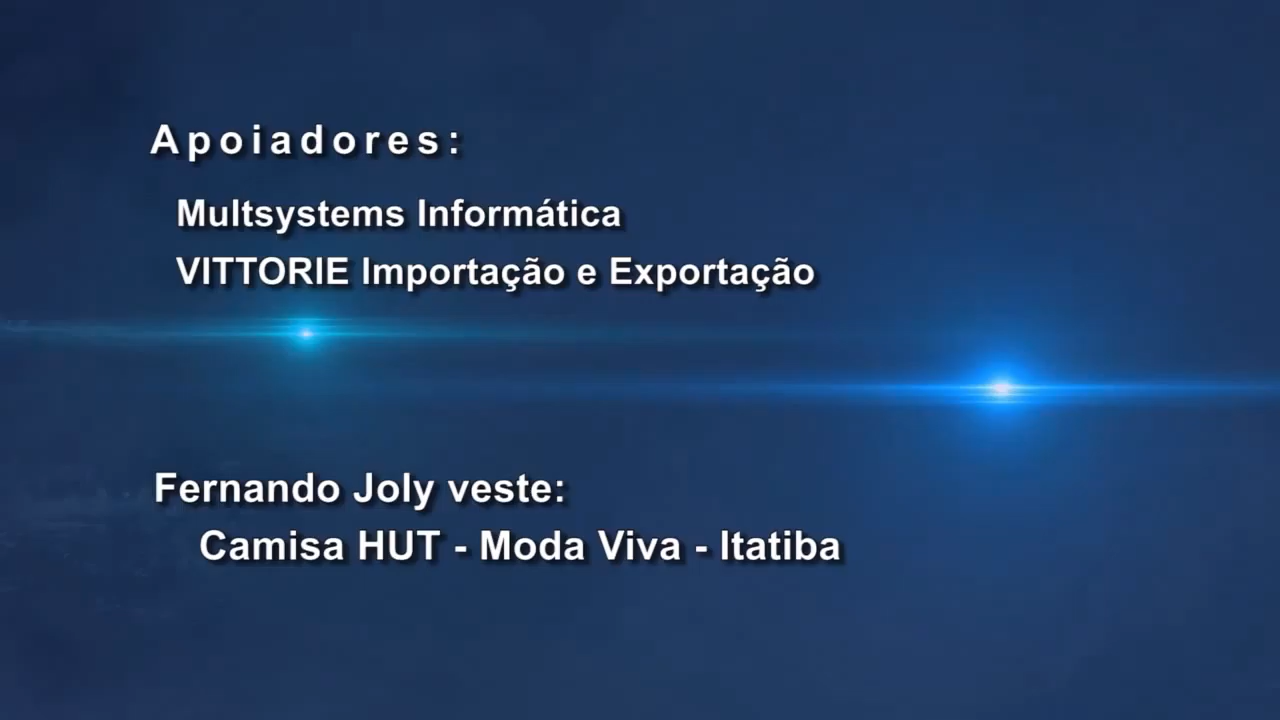 Apoiadores:
Multsystems Informática
VITTORIE Importação e Exportação
Fernando Joly veste:
Camisa HUT - Moda Viva - Itatiba